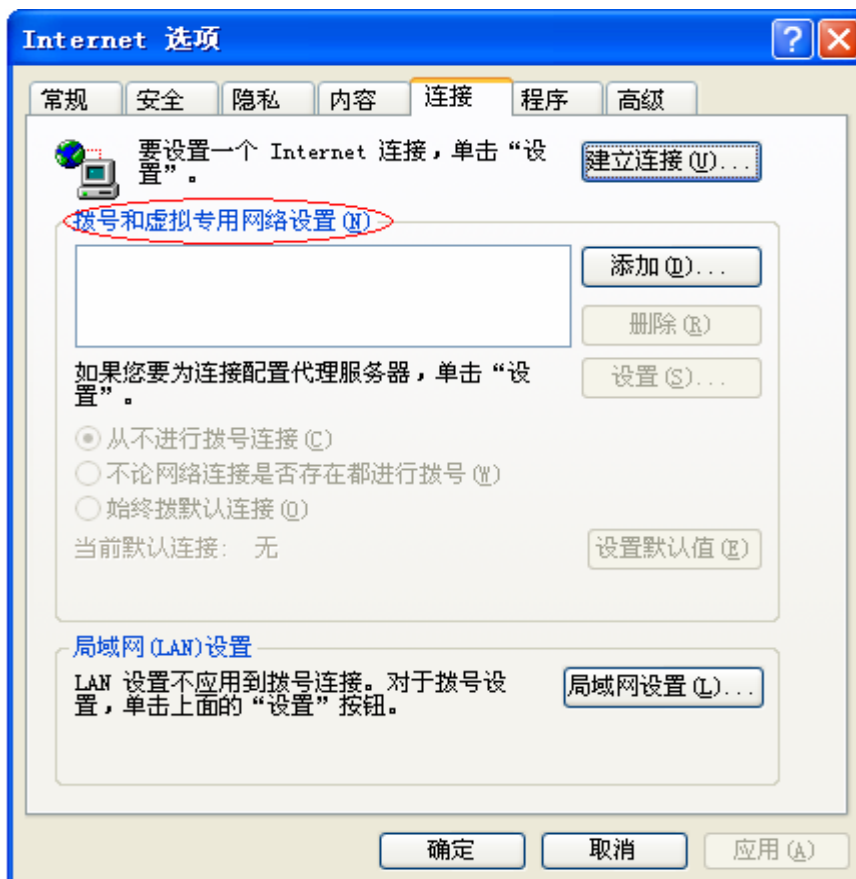 Internet 选项
常规 安全 隐私 内容 连接 程序 高级
要设置一个 Internet 连接，单击“设
置”。
建立连接(U)...
拨号和虚拟专用网络设置(N)
添加(D)...
删除(R)
如果您要为连接配置代理服务器，单击“设
置”。
设置(S)...
从不进行拨号连接(C)
不论网络连接是否存在都进行拨号(W)
始终拨默认连接(O)
当前默认连接: 无
设置默认值(E)
局域网(LAN)设置
LAN 设置不应用到拨号连接。对于拨号设
置，单击上面的“设置”按钮。
局域网设置(L)...
确定 取消 应用(A)